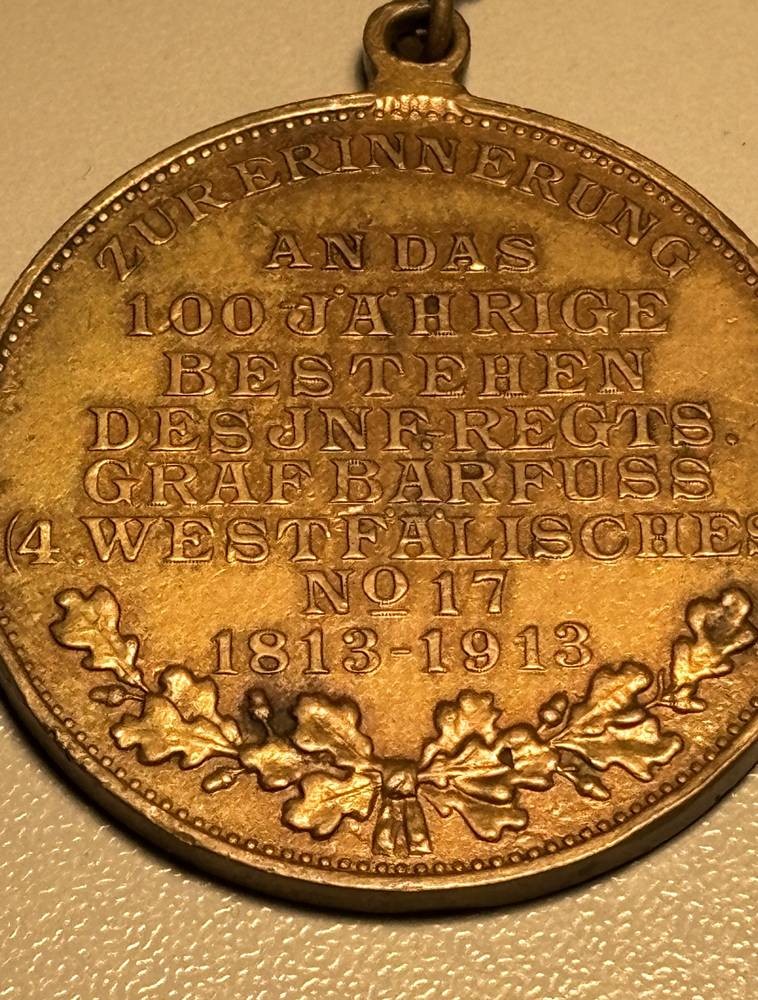 ZUR ERINNERUNG
AN DAS
100 JÄHRIGE
BESTEHEN
DES JNF.-REGTS.
GRAF BARFUSS
(4. WESTFÄLISCHES
Nº 17
1813-1913